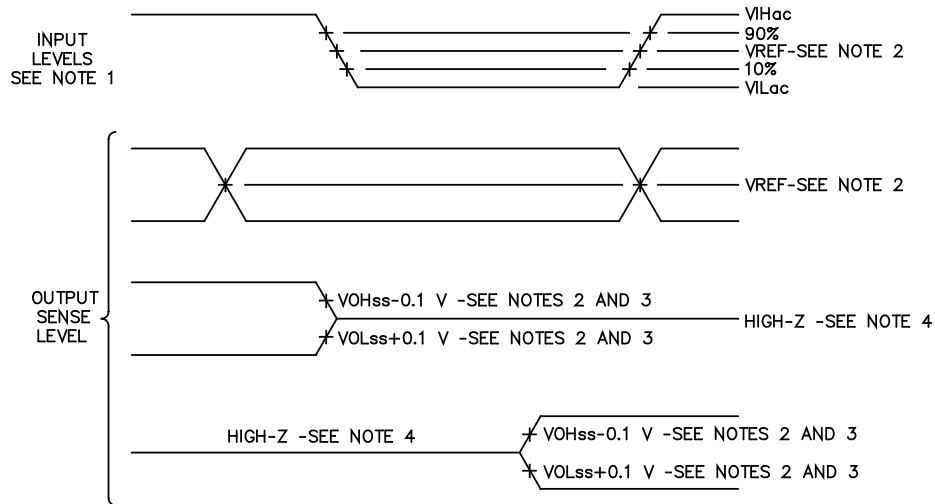 INPUT
LEVELS
SEE NOTE 1
VIHac
90%
VREF-SEE NOTE 2
10%
VILac
VREF-SEE NOTE 2
OUTPUT
SENSE
LEVEL
VOHss-0.1 V -SEE NOTES 2 AND 3
VOLss+0.1 V -SEE NOTES 2 AND 3
HIGH-Z -SEE NOTE 4
HIGH-Z -SEE NOTE 4
VOHss-0.1 V -SEE NOTES 2 AND 3
VOLss+0.1 V -SEE NOTES 2 AND 3